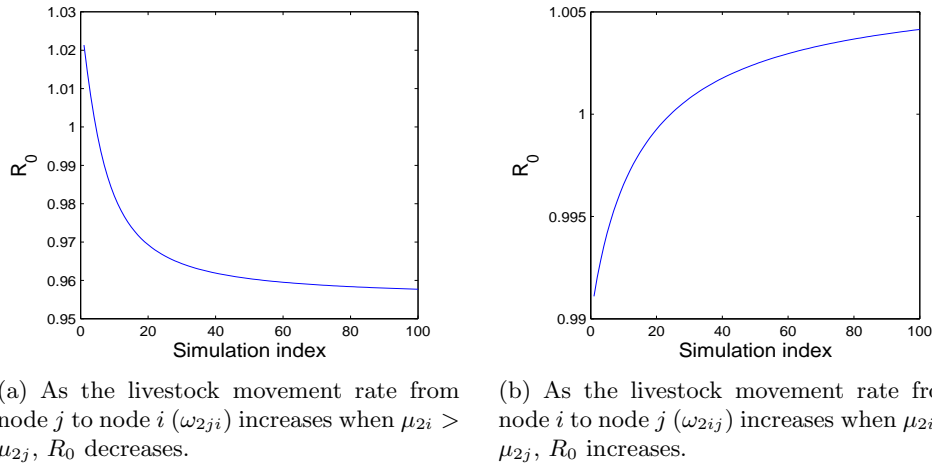 1.03
1.02
1.01
1
0.99
0.98
0.97
0.96
0.95
R0
0 20 40 60 80 100
Simulation index
1.005
1
0.995
0.99
R0
0 20 40 60 80 100
Simulation index
(a) As the livestock movement rate from
node j to node i (ω2ji) increases when μ2i >
μ2j, R0 decreases.
(b) As the livestock movement rate
node i to node j (ω2ij) increases when μ2i
μ2j, R0 increases.